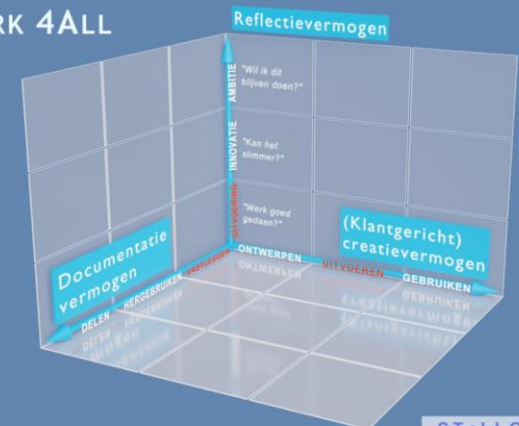 RK 4ALL
Reflectievermogen
AMBITIE
"Wil ik dit
blijven doen?"
INNOVATIE
"Kan het
slimmer?"
UITVOERING
"Werk goed
gedaan?"
Documentatie
vermogen
(Klantgericht)
creatievermogen
DELEN
HERGEBRUIKEN
VASTLEGGEN
ONTWERPEN
UITVOEREN
GEBRUIKEN